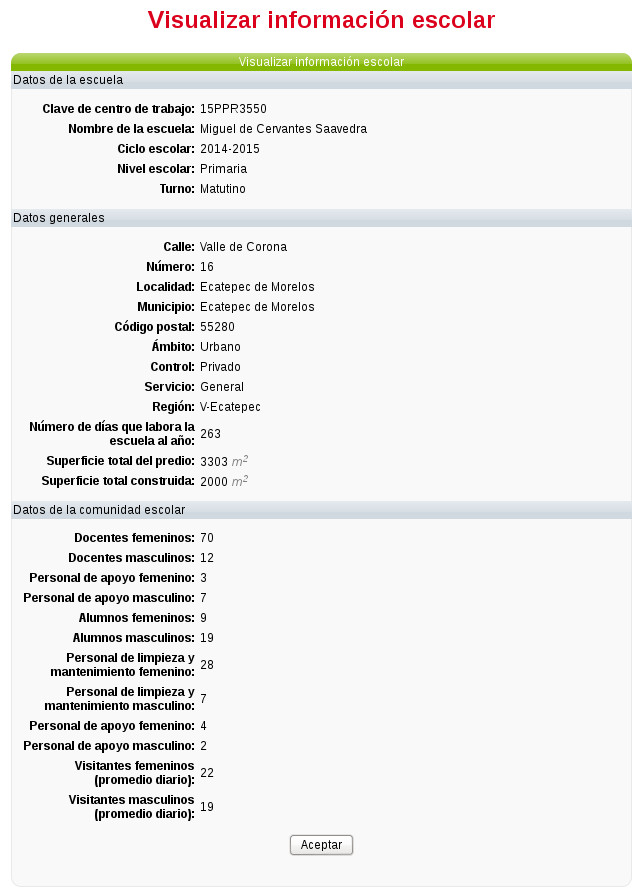 Visualizar información escolar
Visualizar información escolar
Datos de la escuela
Clave de centro de trabajo: 15PPR3550
Nombre de la escuela: Miguel de Cervantes Saavedra
Ciclo escolar: 2014-2015
Nivel escolar: Primaria
Turno: Matutino
Datos generales
Calle: Valle de Corona
Número: 16
Localidad: Ecatepec de Morelos
Municipio: Ecatepec de Morelos
Código postal: 55280
Ámbito: Urbano
Control: Privado
Servicio: General
Región: V-Ecatepec
Número de días que labora la
escuela al año: 263
Superficie total del predio: 3303 m²
Superficie total construida: 2000 m²
Datos de la comunidad escolar
Docentes femeninos: 70
Docentes masculinos: 12
Personal de apoyo femenino: 3
Personal de apoyo masculino: 7
Alumnos femeninos: 9
Alumnos masculinos: 19
Personal de limpieza y
mantenimiento femenino: 28
Personal de limpieza y
mantenimiento masculino: 7
Personal de apoyo femenino: 4
Personal de apoyo masculino: 2
Visitantes femeninos
(promedio diario): 22
Visitantes masculinos
(promedio diario): 19
Aceptar